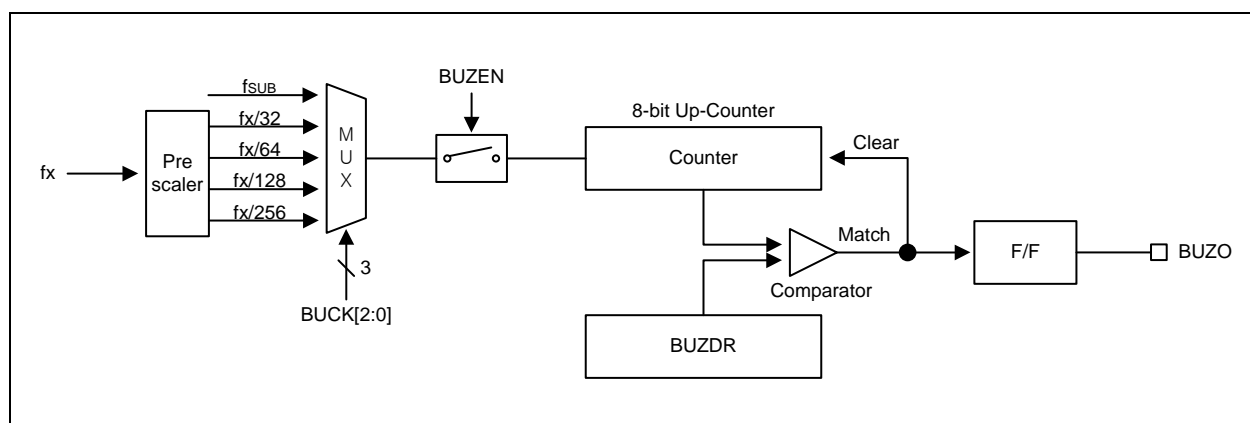 fSUB
BUZEN
8-bit Up-Counter
fx/32
M
U
X
Counter
Clear
fx
Pre
scaler
fx/64
fx/128
fx/256
Match
F/F
BUZO
3
Comparator
BUCK[2:0]
BUZDR